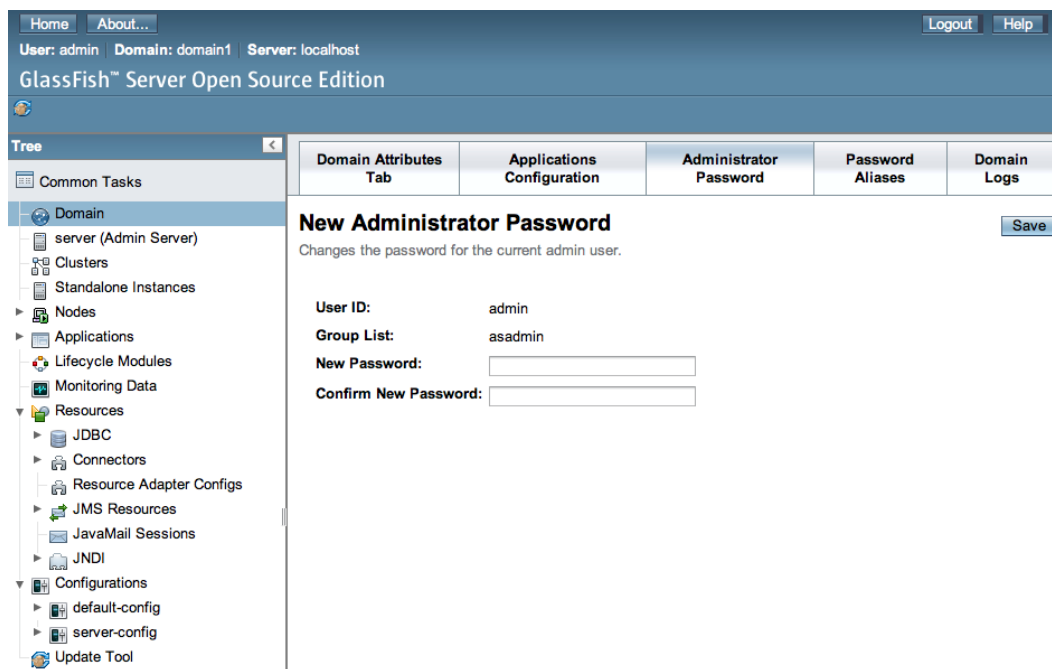 Home About... Logout Help
User: admin Domain: domain1 Server: localhost
GlassFish™ Server Open Source Edition
Tree
Common Tasks
Domain
server (Admin Server)
Clusters
Standalone Instances
Nodes
Applications
Lifecycle Modules
Monitoring Data
Resources
JDBC
Connectors
Resource Adapter Configs
JMS Resources
JavaMail Sessions
JNDI
Configurations
default-config
server-config
Update Tool
Domain Attributes
Tab
Applications
Configuration
Administrator
Password
Password
Aliases
Domain
Logs
New Administrator Password
Save
Changes the password for the current admin user.
User ID: admin
Group List: asadmin
New Password:
Confirm New Password: